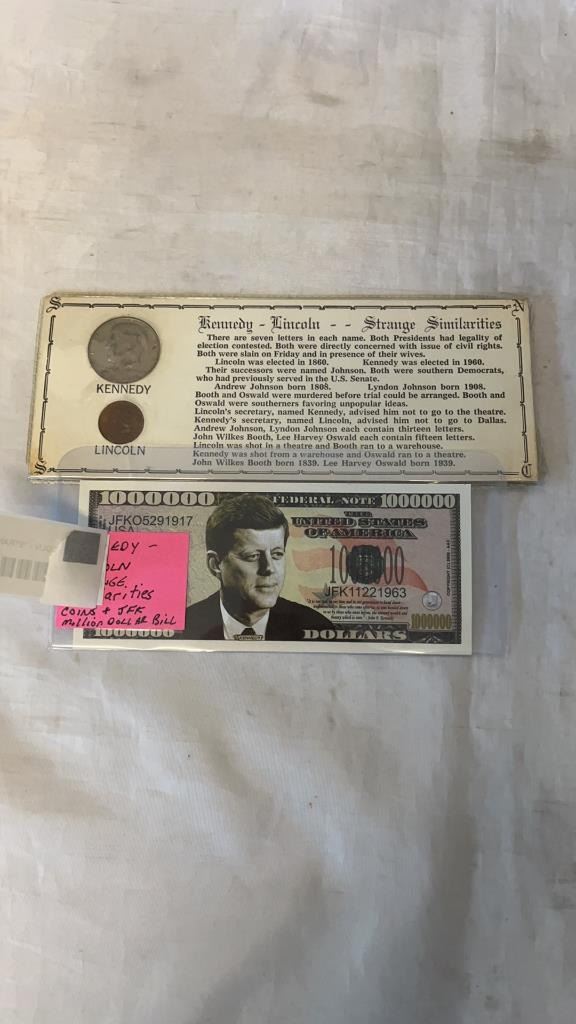 Kennedy - Lincoln - - Strange Similarities
There are seven letters in each name. Both Presidents had legality of
election contested. Both were directly concerned with issue of civil rights.
Both were slain on Friday and in presence of their wives.
Lincoln was elected in 1860. Kennedy was elected in 1960.
Their successors were named Johnson. Both were southern Democrats,
who had previously served in the U.S. Senate.
Andrew Johnson born 1808. Lyndon Johnson born 1908.
Booth and Oswald were murdered before trial could be arranged. Booth and
Oswald were southerners favoring unpopular ideas.
Lincoln's secretary, named Kennedy, advised him not to go to the theatre.
Kennedy's secretary, named Lincoln, advised him not to go to Dallas.
Andrew Johnson, Lyndon Johnson each contain thirteen letters.
John Wilkes Booth, Lee Harvey Oswald each contain fifteen letters.
Lincoln was shot in a theatre and Booth ran to a warehouse.
Kennedy was shot from a warehouse and Oswald ran to a theatre.
John Wilkes Booth born 1839. Lee Harvey Oswald born 1939.
KENNEDY
LINCOLN
1000000 FEDERAL NOTE 1000000
JFKO5291917
USA
THE
UNITED STATES
OF AMERICA
JFK11221963
DOLLARS
1000000
1000000
EDY -
OLN
arities
COINS + JFK
Million DOLLAR Bill